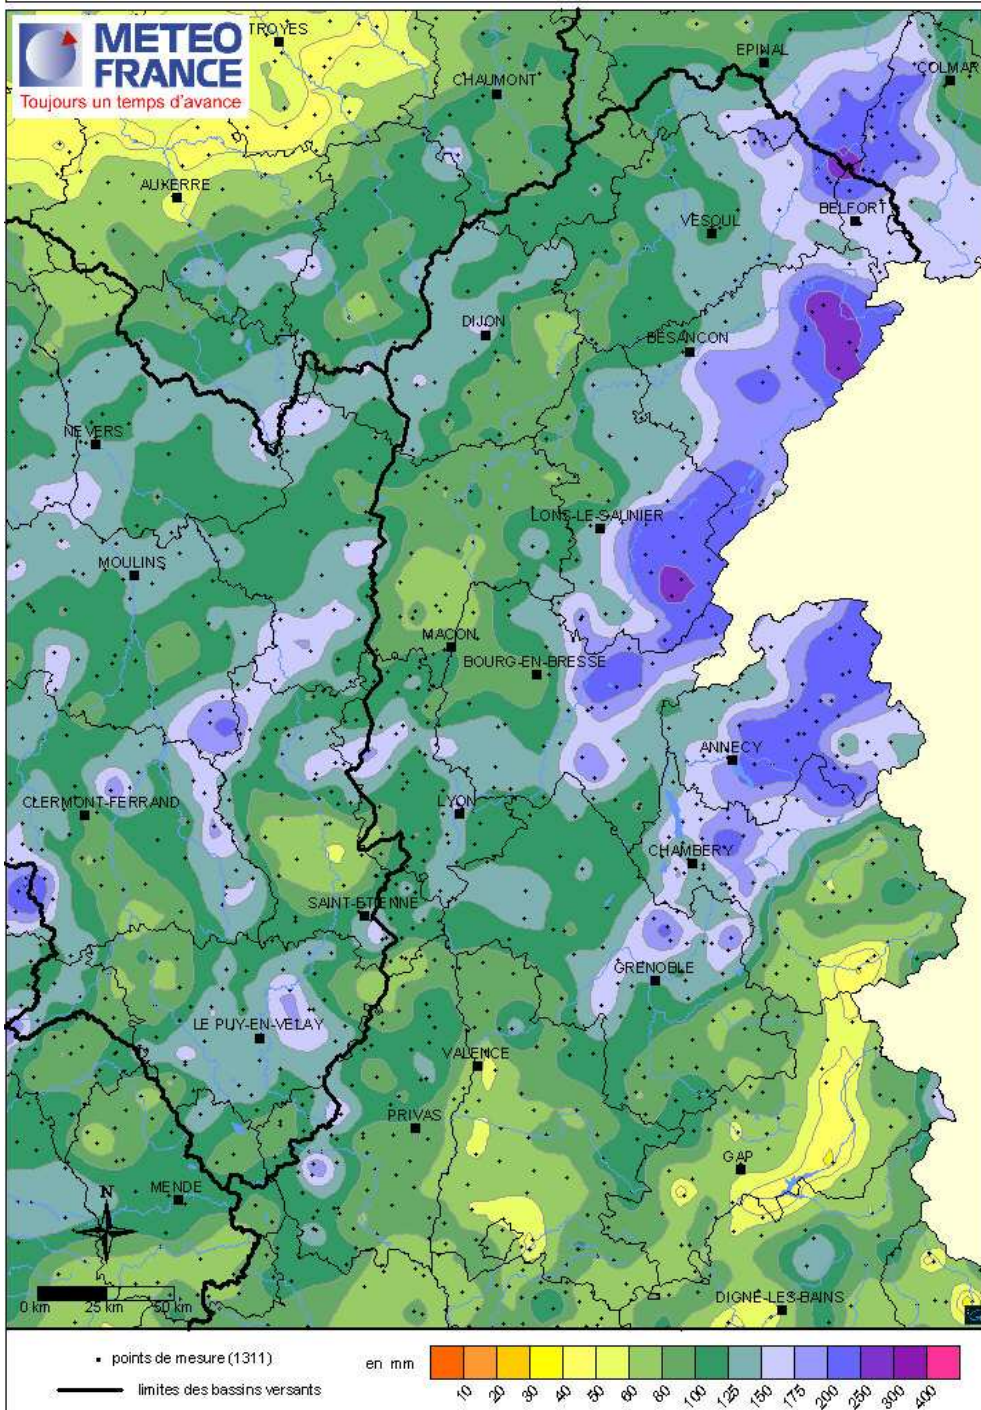 METEO
FRANCE
Toujours un temps d'avance
TROYES
EPINAL
CHAUMONT
COLMAR
AUXERRE
BELFORT
VESOUL
DIJON
BESANCON
NEVERS
LONS-LE-SAUNIER
MOULINS
MACON
BOURG-EN-BRESSE
ANNECY
CLERMONT-FERRAND
LYON
CHAMBERY
SAINT-ETIENNE
GRENOBLE
LE PUY-EN-VELAY
VALENCE
PRIVAS
GAP
MENDE
N
0 km 25 km 50 km
DIGNE-LES-BAINS
points de mesure (1311)
limites des bassins versants
en mm
10 20 30 40 50 60 80 100 125 150 175 200 250 300 400